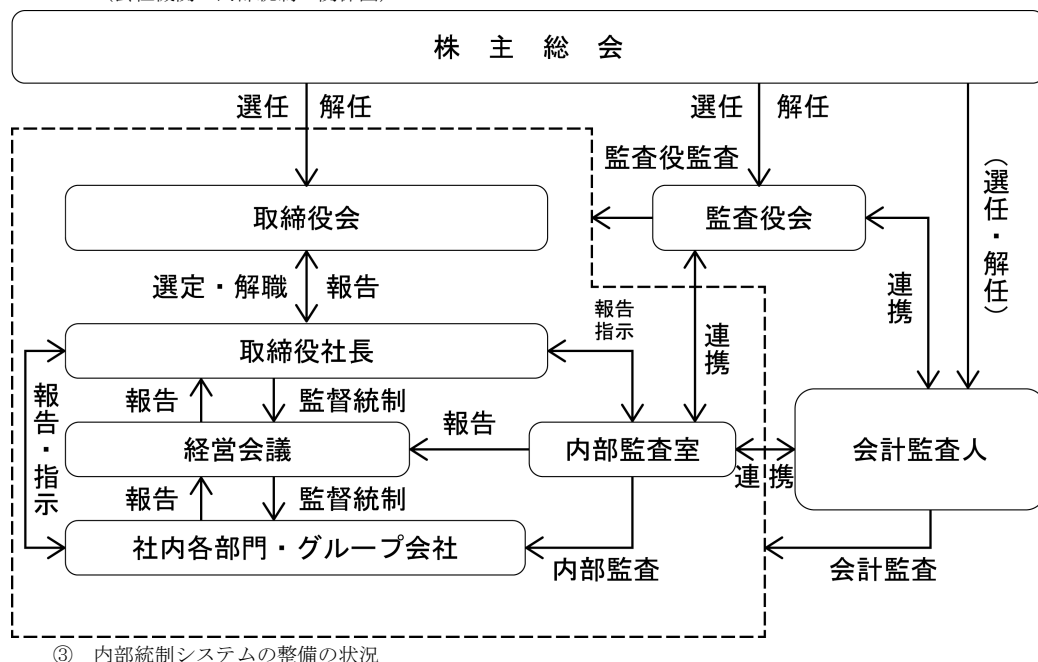 株 主 総 会
選任 解任
選任 解任
(選任・解任)
監査役監査
取締役会
監査役会
選定・解職 報告
報告
指示
連携
連携
取締役社長
報告・指示
報告 監督統制
経営会議
報告
内部監査室
連 携
会計監査人
報告 監督統制
社内各部門・グループ会社
内部監査
会計監査
③ 内部統制システムの整備の状況